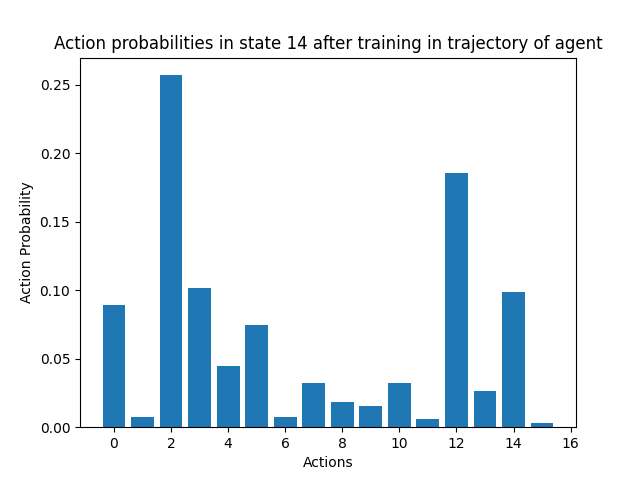 Action probabilities in state 14 after training in trajectory of agent
0.25
0.20
0.15
0.10
0.05
0.00
Action Probability
0 2 4 6 8 10 12 14 16
Actions